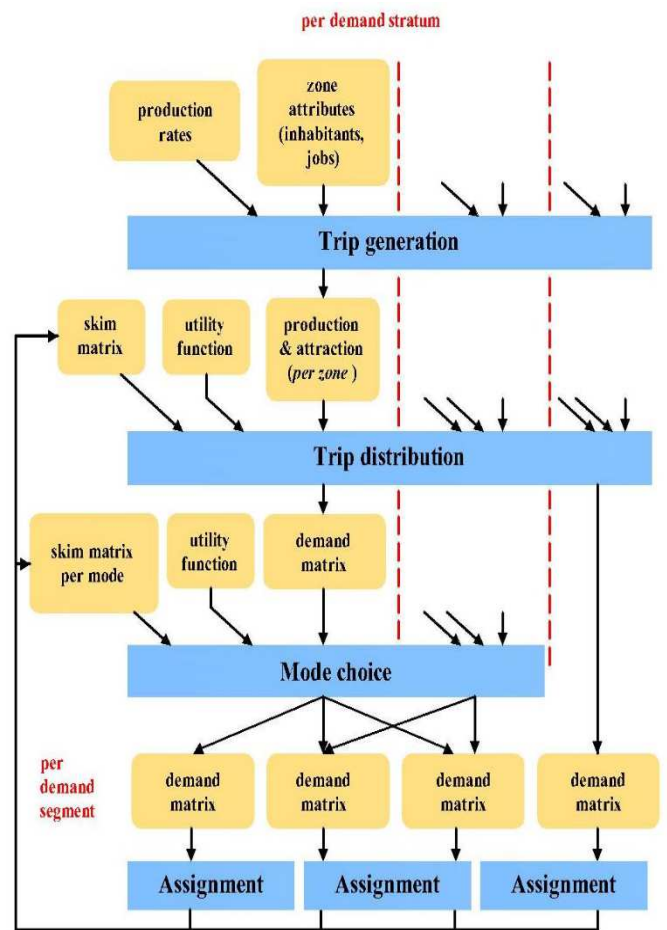 per demand stratum
production
rates
zone
attributes
(inhabitants,
jobs)
Trip generation
skim
matrix
utility
function
production
& attraction
(per zone )
Trip distribution
skim matrix
per mode
utility
function
demand
matrix
Mode choice
per
demand
segment
demand
matrix
demand
matrix
demand
matrix
demand
matrix
Assignment
Assignment
Assignment